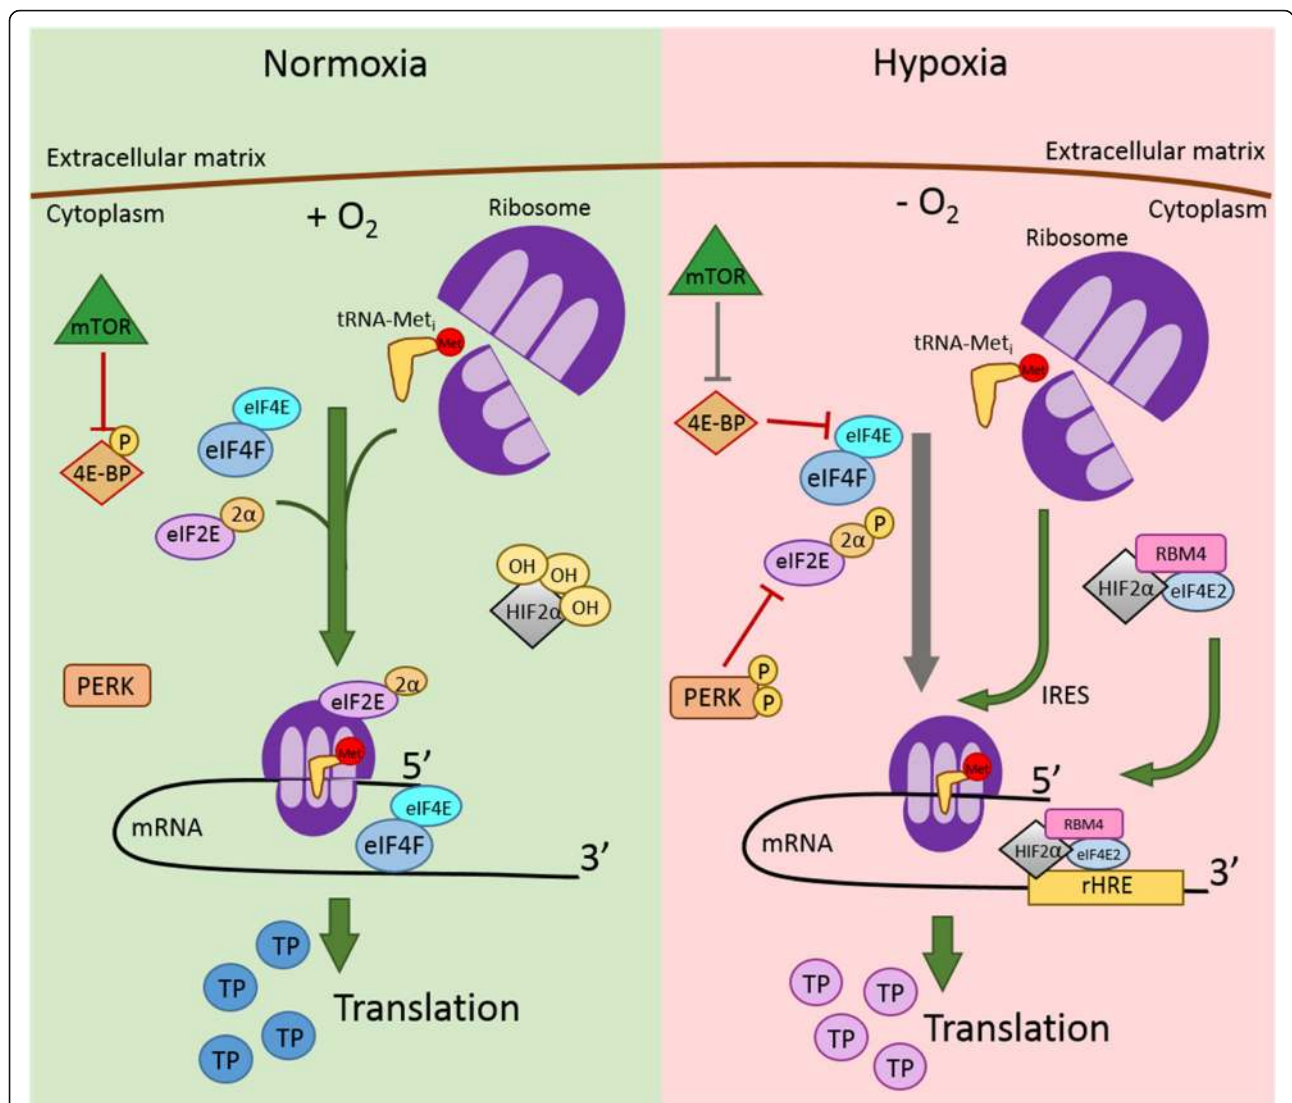 Normoxia
Extracellular matrix
Cytoplasm
+ O2
Ribosome
mTOR
tRNA-Meti
Met
eIF4E
P
4E-BP
eIF4F
2α
eIF2E
OH
OH
HIF2α
OH
PERK
2α
eIF2E
Met
5’
eIF4E
mRNA
eIF4F
3’
TP
TP
TP
TP
Translation
Hypoxia
Extracellular matrix
- O2
Cytoplasm
Ribosome
mTOR
tRNA-Meti
Met
4E-BP
eIF4E
eIF4F
P
2α
eIF2E
RBM4
HIF2α
eIF4E2
P
PERK
P
IRES
Met
5’
RBM4
mRNA
HIF2α
eIF4E2
rHRE
3’
TP
TP
TP
TP
Translation